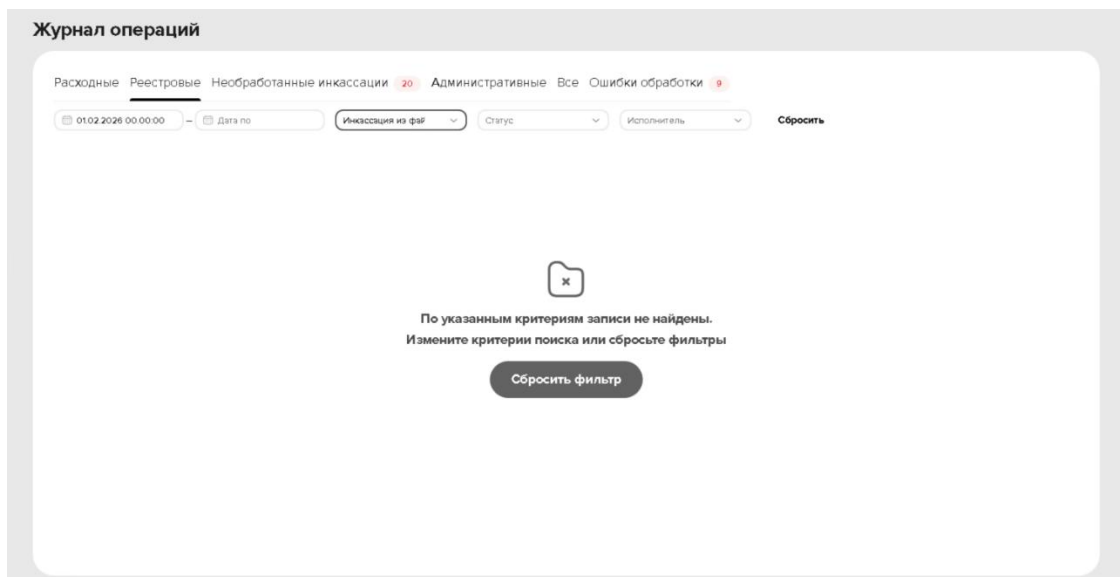 Журнал операций
Расходные Реестровые Необработанные инкассации 20 Административные Все Ошибки обработки 9
01.02.2026 00:00:00 – Дата по Инкассация из фай Статус Исполнитель Сбросить
По указанным критериям записи не найдены.
Измените критерии поиска или сбросьте фильтры
Сбросить фильтр